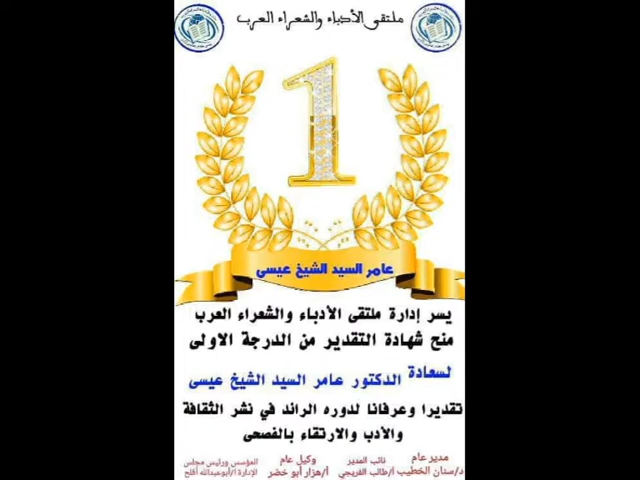 ملتقى الأدباء والشعراء العرب
1
عامر السيد الشيخ عيسى
يسر إدارة ملتقى الأدباء والشعراء العرب
منح شهادة التقدير من الدرجة الاولى
لسعادة الدكتور عامر السيد الشيخ عيسى
تقديرا وعرفانا لدوره الرائد في نشر الثقافة
والأدب والارتقاء بالفصحى
مدير عام نائب المدير وكيل عام المؤسس ورئيس مجلس
د/سنان الخطيب أ/طالب الفريجي أ/هزار أبو خضر الإدارة أ/أبوعبدالله أفلح